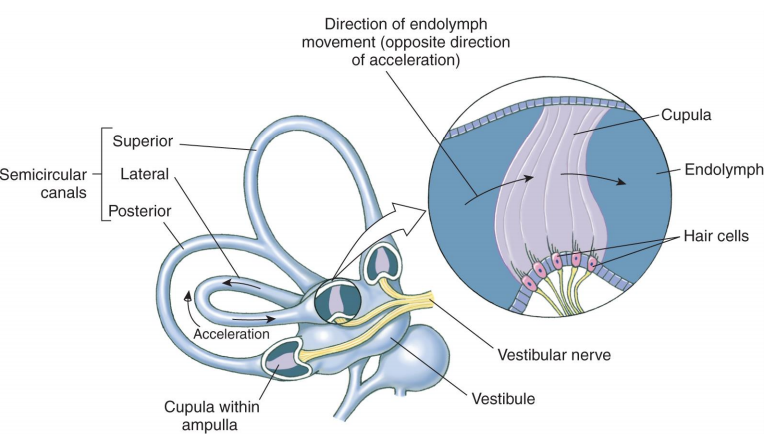 Direction of endolymph
movement (opposite direction
of acceleration)
Cupula
Superior
Semicircular
canals
Lateral
Endolymph
Posterior
Hair cells
Acceleration
Vestibular nerve
Vestibule
Cupula within
ampulla